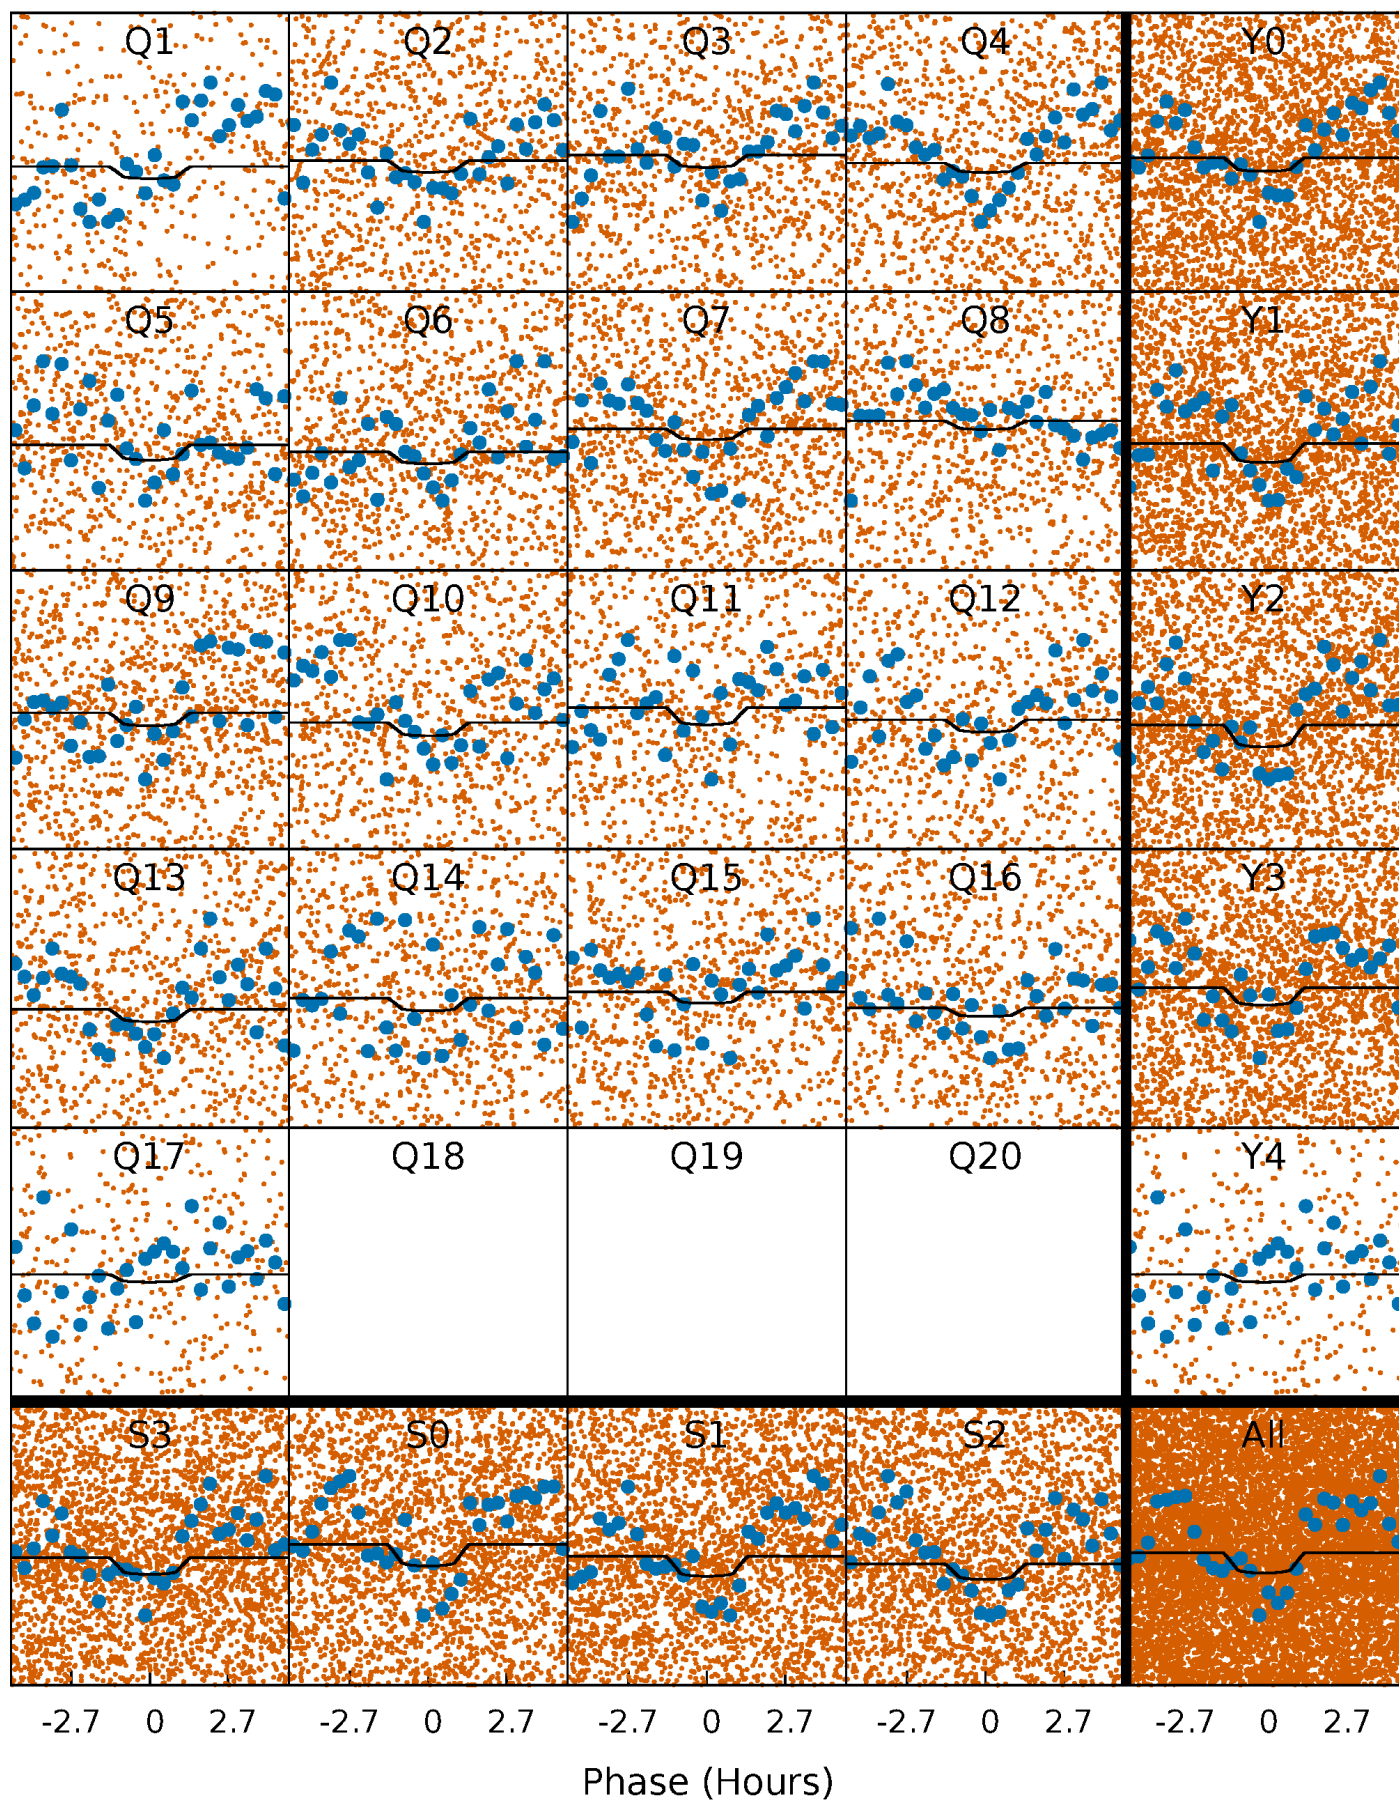 Q1 Q2 Q3 Q4 Y0
Q5 Q6 Q7 Q8 Y1
Q9 Q10 Q11 Q12 Y2
Q13 Q14 Q15 Q16 Y3
Q17 Q18 Q19 Q20 Y4
S3 S0 S1 S2 All
-2.7 0 2.7 -2.7 0 2.7 -2.7 0 2.7 -2.7 0 2.7 -2.7 0 2.7
Phase (Hours)